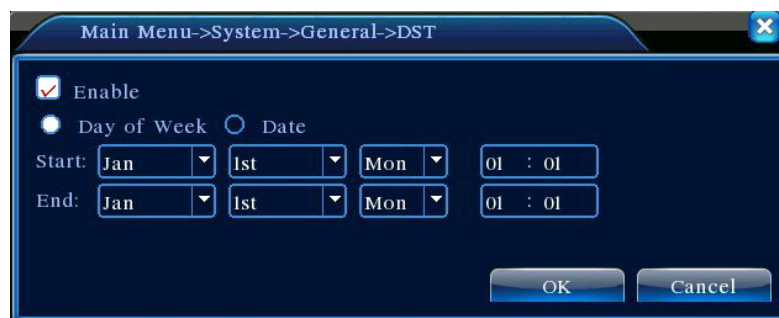 Main Menu->System->General->DST
Enable
Day of Week Date
Start: Jan 1st Mon 01 : 01
End: Jan 1st Mon 01 : 01
OK Cancel